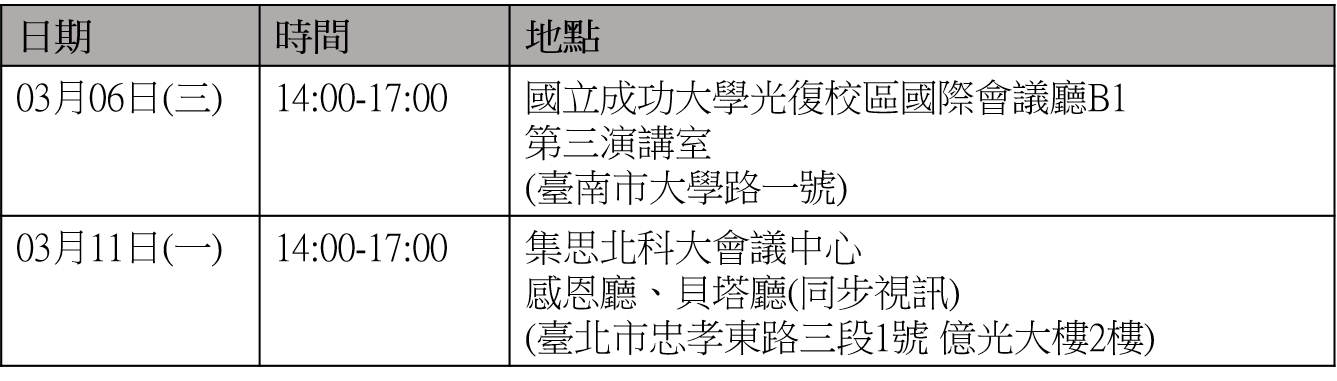 日期 時間 地點
03月06日(三) 14:00-17:00 國立成功大學光復校區國際會議廳B1
第三演講室
(臺南市大學路一號)
03月11日(一) 14:00-17:00 集思北科大會議中心
感恩廳、貝塔廳(同步視訊)
(臺北市忠孝東路三段1號 億光大樓2樓)